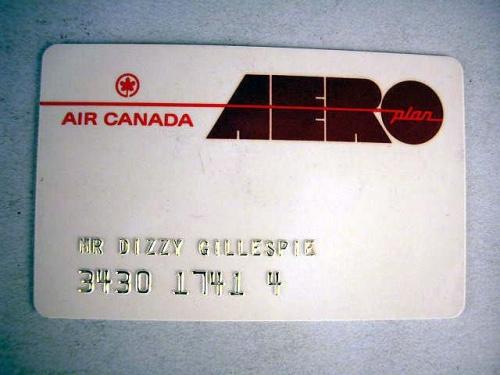 AIR CANADA
AERO plan
MR DIZZY GILLESPIE
3430 1741 4